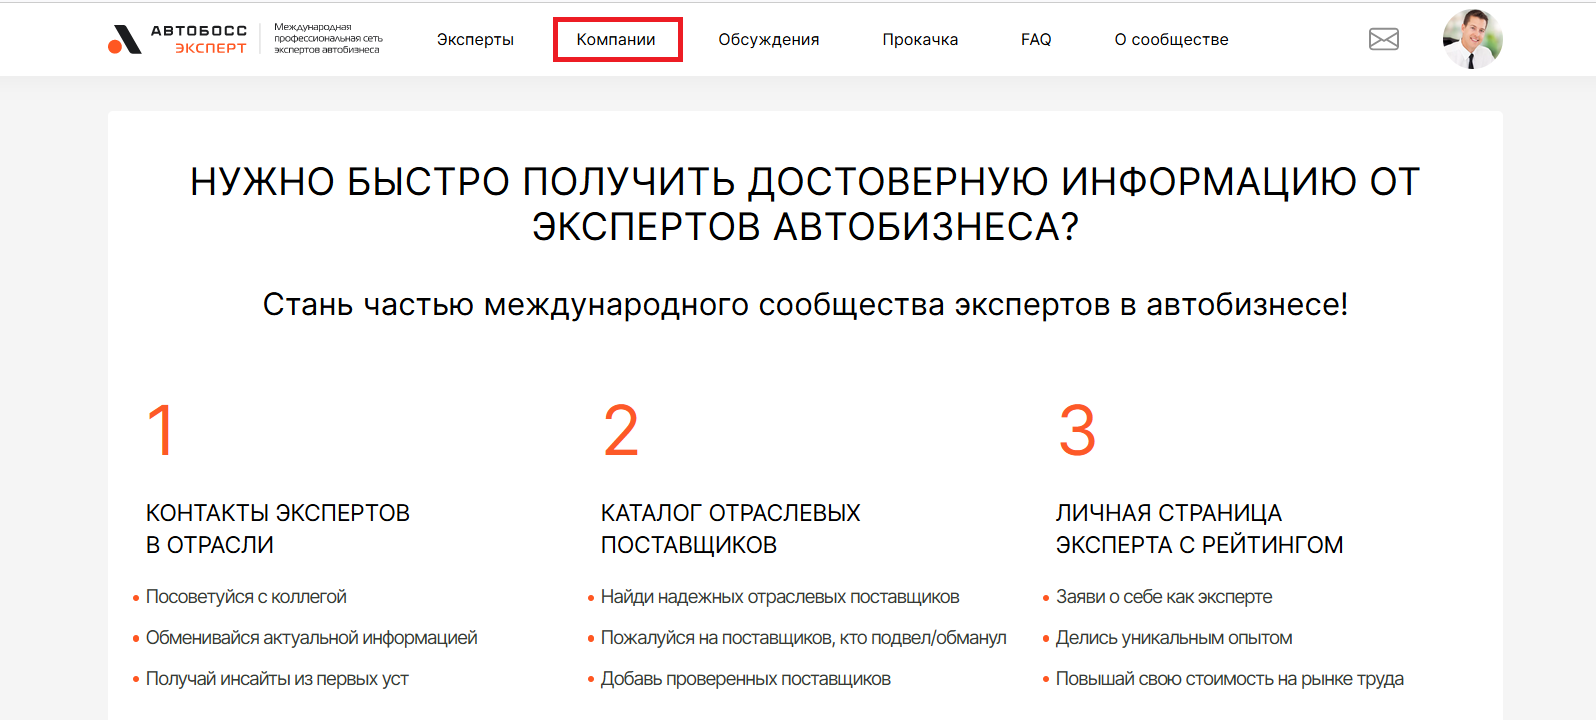 АВТОБОСС
ЭКСПЕРТ
Международная
профессиональная сеть
экспертов автобизнеса
Эксперты
Компании
Обсуждения
Прокачка
FAQ
О сообществе
НУЖНО БЫСТРО ПОЛУЧИТЬ ДОСТОВЕРНУЮ ИНФОРМАЦИЮ ОТ
ЭКСПЕРТОВ АВТОБИЗНЕСА?
Стань частью международного сообщества экспертов в автобизнесе!
1
КОНТАКТЫ ЭКСПЕРТОВ
В ОТРАСЛИ
• Посоветуйся с коллегой
• Обменивайся актуальной информацией
• Получай инсайты из первых уст
2
КАТАЛОГ ОТРАСЛЕВЫХ
ПОСТАВЩИКОВ
• Найди надежных отраслевых поставщиков
• Пожалуйся на поставщиков, кто подвел/обманул
• Добавь проверенных поставщиков
3
ЛИЧНАЯ СТРАНИЦА
ЭКСПЕРТА С РЕЙТИНГОМ
• Заяви о себе как эксперте
• Делись уникальным опытом
• Повышай свою стоимость на рынке труда